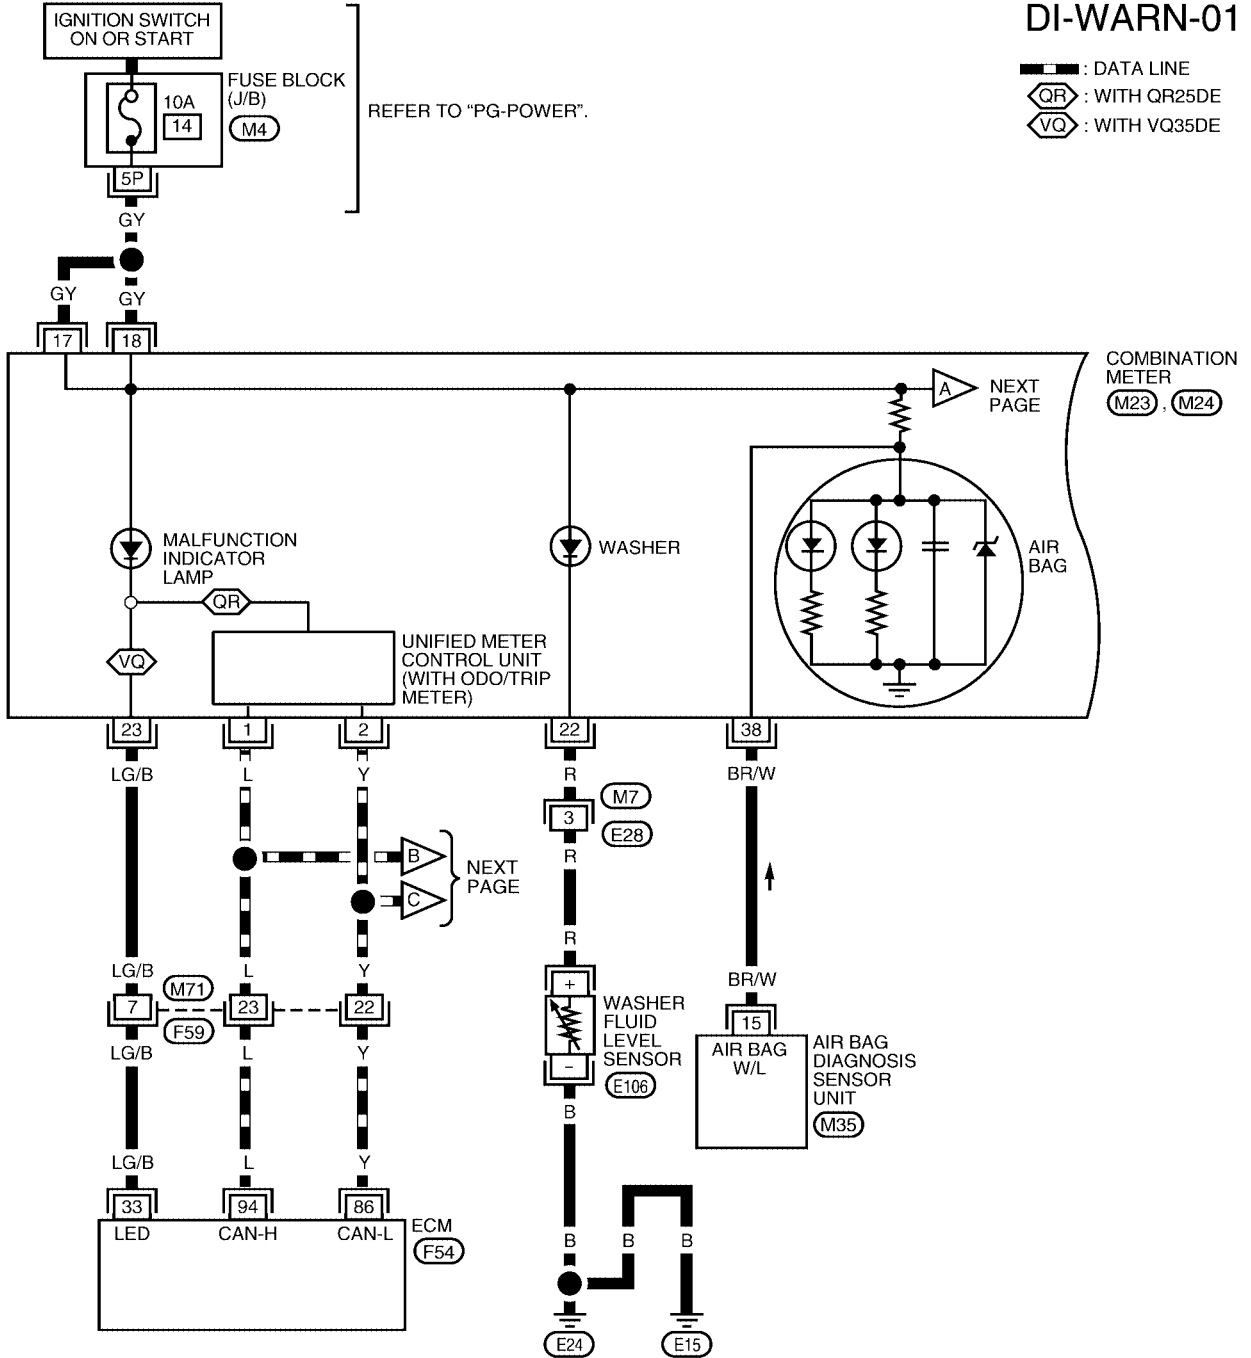 DI-WARN-01
IGNITION SWITCH
ON OR START
FUSE BLOCK
(J/B)
M4
10A
14
5P
REFER TO “PG-POWER”.
: DATA LINE
QR : WITH QR25DE
VQ : WITH VQ35DE
GY
GY
GY
17
18
COMBINATION
METER
M23 , M24
A
NEXT
PAGE
MALFUNCTION
INDICATOR
LAMP
WASHER
AIR
BAG
QR
VQ
UNIFIED METER
CONTROL UNIT
(WITH ODO/TRIP
METER)
23
1
2
22
38
LG/B
L
Y
R
BR/W
M7
3
E28
R
B
C
NEXT
PAGE
R
LG/B
L
Y
BR/W
M71
7
23
22
F59
+
WASHER
FLUID
LEVEL
SENSOR
–
E106
15
AIR BAG
W/L
AIR BAG
DIAGNOSIS
SENSOR
UNIT
M35
LG/B
L
Y
B
LG/B
L
Y
33
94
86
LED
CAN-H
CAN-L
ECM
F54
B
B
B
E24
E15